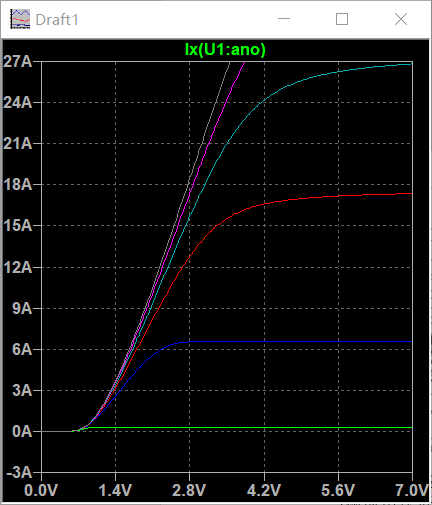 Draft1
Ix(U1:ano)
27A
24A
21A
18A
15A
12A
9A
6A
3A
0A
-3A
0.0V 1.4V 2.8V 4.2V 5.6V 7.0V